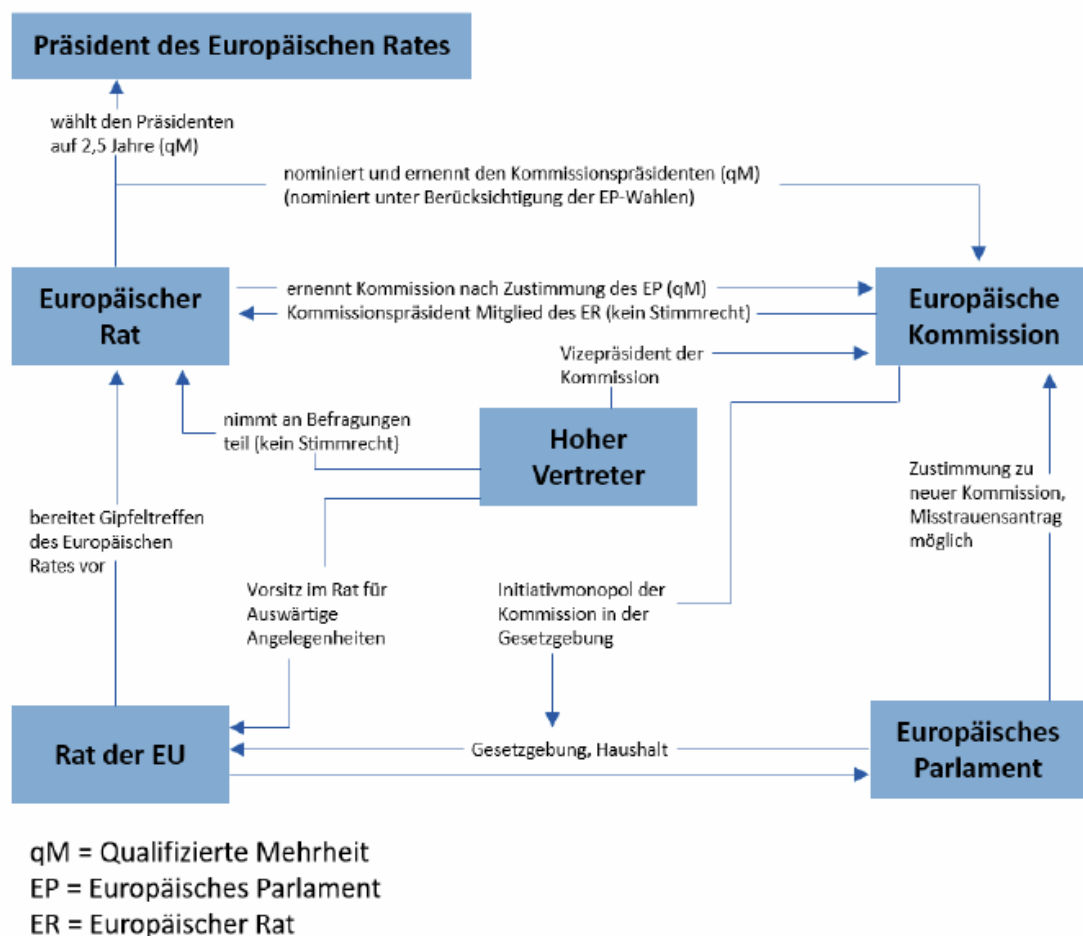 Präsident des Europäischen Rates
wählt den Präsidenten
auf 2,5 Jahre (qM)
nominiert und ernennt den Kommissionspräsidenten (qM)
(nominiert unter Berücksichtigung der EP-Wahlen)
Europäischer
Rat
ernennt Kommission nach Zustimmung des EP (qM)
Kommissionspräsident Mitglied des ER (kein Stimmrecht)
Europäische
Kommission
Vizepräsident der
Kommission
nimmt an Befragungen
teil (kein Stimmrecht)
Hoher
Vertreter
Zustimmung zu
neuer Kommission,
Misstrauensantrag
möglich
bereitet Gipfeltreffen
des Europäischen
Rates vor
Vorsitz im Rat für
Auswärtige
Angelegenheiten
Initiativmonopol der
Kommission in der
Gesetzgebung
Rat der EU
Gesetzgebung, Haushalt
Europäisches
Parlament
qM = Qualifizierte Mehrheit
EP = Europäisches Parlament
ER = Europäischer Rat